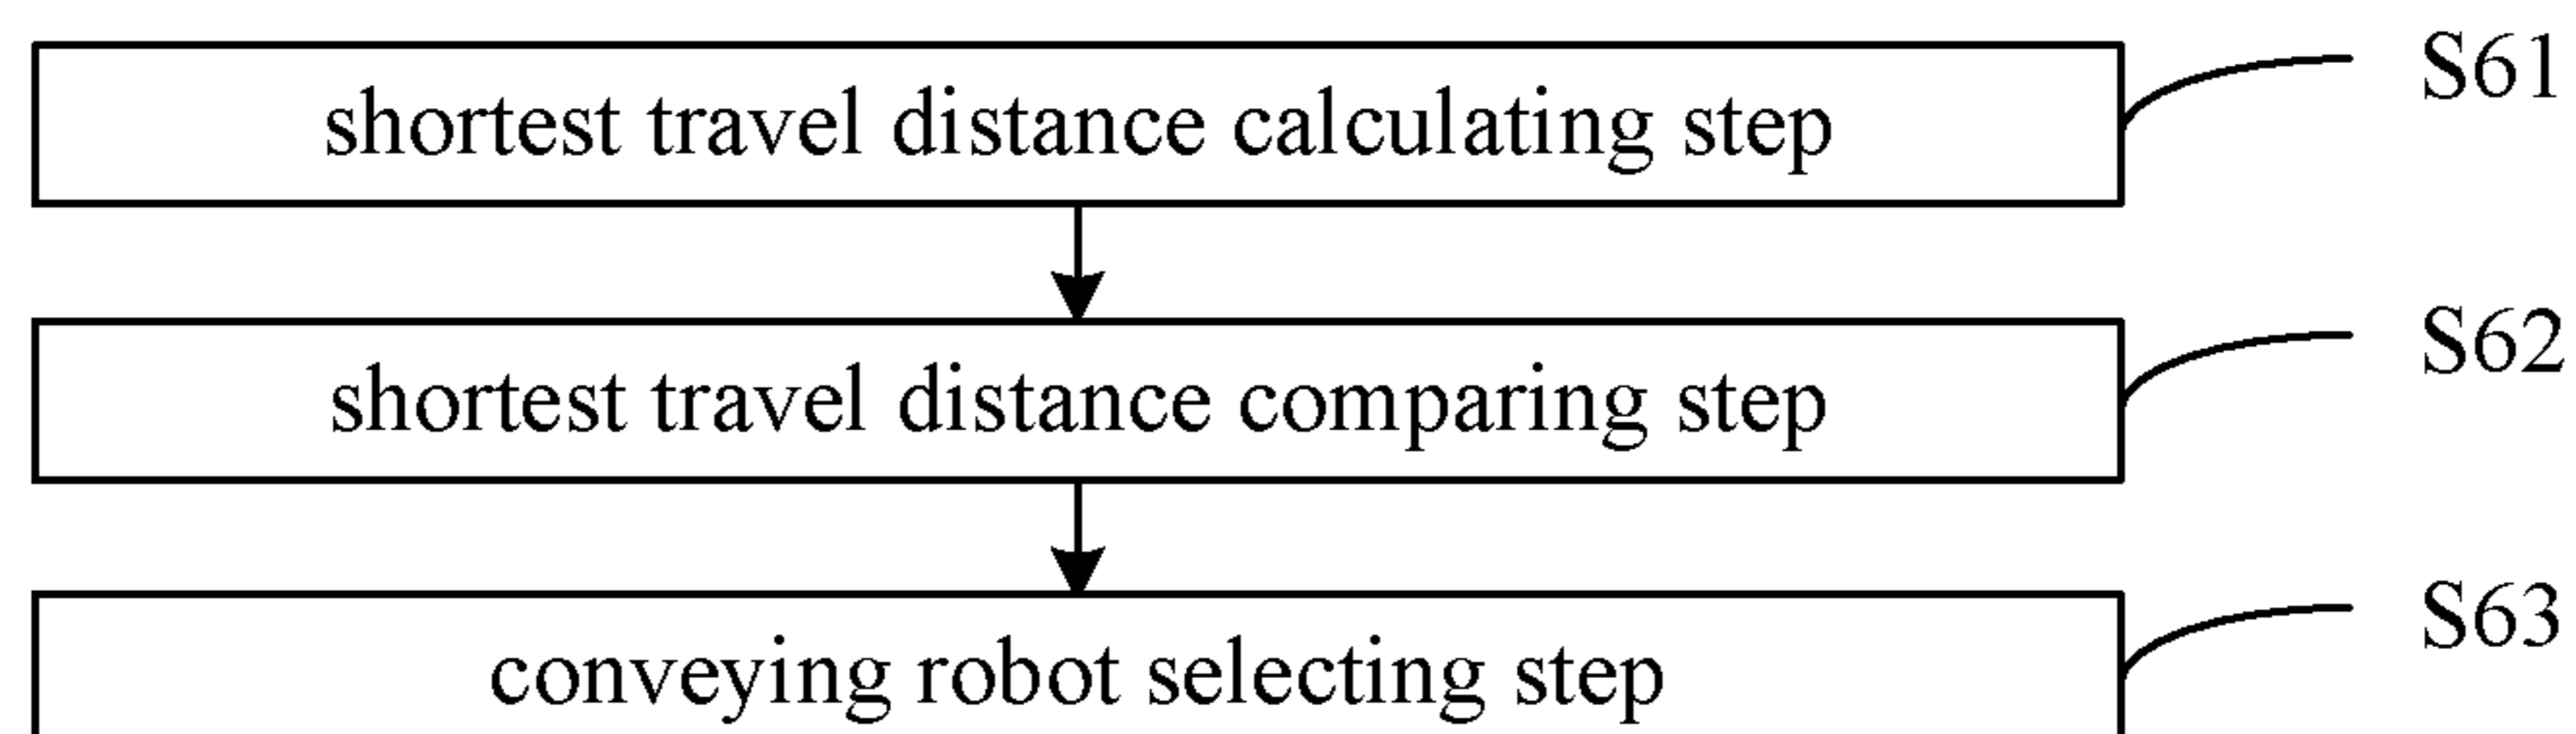 shortest travel distance calculating step S61
shortest travel distance comparing step S62
conveying robot selecting step S63